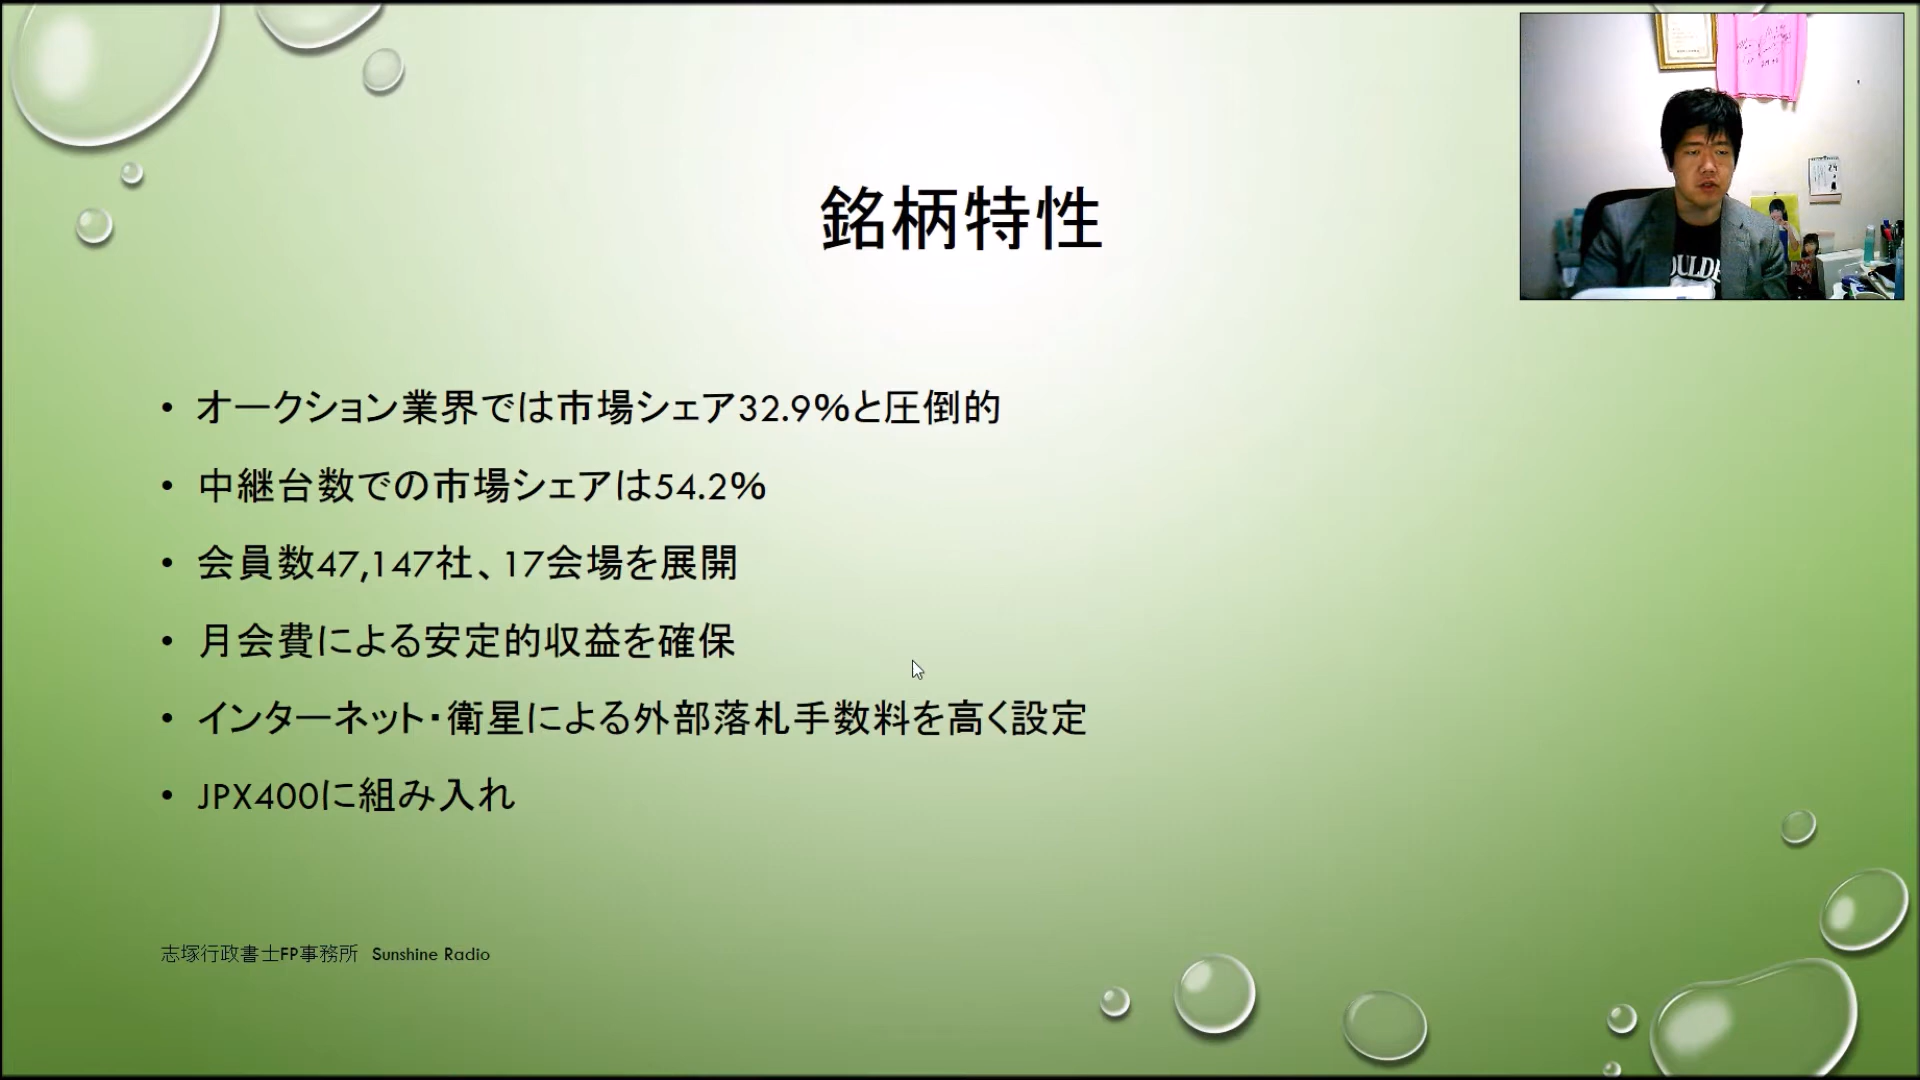 銘柄特性
• オークション業界では市場シェア32.9%と圧倒的
• 中継台数での市場シェアは54.2%
• 会員数47,147社、17会場を展開
• 月会費による安定的収益を確保
• インターネット・衛星による外部落札手数料を高く設定
• JPX400に組み入れ
志塚行政書士FP事務所 Sunshine Radio